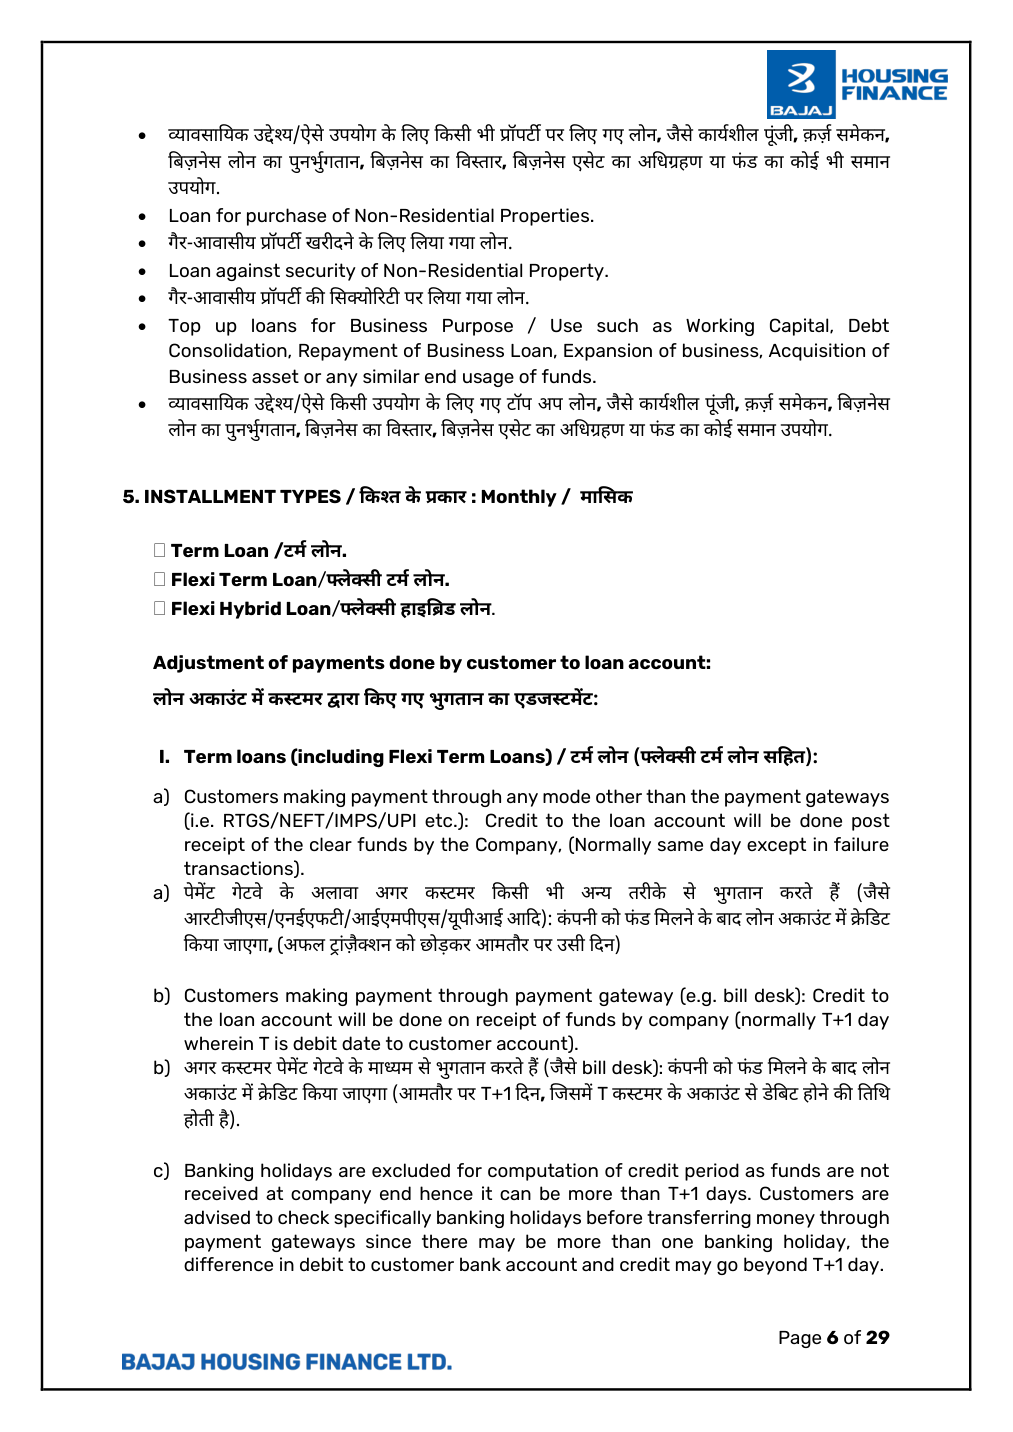 HOUSING
FINANCE
BAJAJ
• व्यावसायिक उद्देश्य/ऐसे उपयोग के लिए किसी भी प्रॉपर्टी पर लिए गए लोन, जैसे कार्यशील पूंजी, क़र्ज़ समेकन,
बिज़नेस लोन का पुनर्भुगतान, बिज़नेस का विस्तार, बिज़नेस एसेट का अधिग्रहण या फंड का कोई भी समान
उपयोग.
• Loan for purchase of Non-Residential Properties.
• गैर-आवासीय प्रॉपर्टी खरीदने के लिए लिया गया लोन.
• Loan against security of Non-Residential Property.
• गैर-आवासीय प्रॉपर्टी की सिक्योरिटी पर लिया गया लोन.
• Top up loans for Business Purpose / Use such as Working Capital, Debt
Consolidation, Repayment of Business Loan, Expansion of business, Acquisition of
Business asset or any similar end usage of funds.
• व्यावसायिक उद्देश्य/ऐसे किसी उपयोग के लिए गए टॉप अप लोन, जैसे कार्यशील पूंजी, क़र्ज़ समेकन, बिज़नेस
लोन का पुनर्भुगतान, बिज़नेस का विस्तार, बिज़नेस एसेट का अधिग्रहण या फंड का कोई समान उपयोग.
5. INSTALLMENT TYPES / किश्त के प्रकार : Monthly / मासिक
□ Term Loan /टर्म लोन.
□ Flexi Term Loan/फ्लेक्सी टर्म लोन.
□ Flexi Hybrid Loan/फ्लेक्सी हाइब्रिड लोन.
Adjustment of payments done by customer to loan account:
लोन अकाउंट में कस्टमर द्वारा किए गए भुगतान का एडजस्टमेंट:
I. Term loans (including Flexi Term Loans) / टर्म लोन (फ्लेक्सी टर्म लोन सहित):
a) Customers making payment through any mode other than the payment gateways
(i.e. RTGS/NEFT/IMPS/UPI etc.): Credit to the loan account will be done post
receipt of the clear funds by the Company, (Normally same day except in failure
transactions).
a) पेमेंट गेटवे के अलावा अगर कस्टमर किसी भी अन्य तरीके से भुगतान करते हैं (जैसे
आरटीजीएस/एनईएफटी/आईएमपीएस/यूपीआई आदि): कंपनी को फंड मिलने के बाद लोन अकाउंट में क्रेडिट
किया जाएगा, (अफल ट्रांज़ैक्शन को छोड़कर आमतौर पर उसी दिन)
b) Customers making payment through payment gateway (e.g. bill desk): Credit to
the loan account will be done on receipt of funds by company (normally T+1 day
wherein T is debit date to customer account).
b) अगर कस्टमर पेमेंट गेटवे के माध्यम से भुगतान करते हैं (जैसे bill desk): कंपनी को फंड मिलने के बाद लोन
अकाउंट में क्रेडिट किया जाएगा (आमतौर पर T+1 दिन, जिसमें T कस्टमर के अकाउंट से डेबिट होने की तिथि
होती है).
c) Banking holidays are excluded for computation of credit period as funds are not
received at company end hence it can be more than T+1 days. Customers are
advised to check specifically banking holidays before transferring money through
payment gateways since there may be more than one banking holiday, the
difference in debit to customer bank account and credit may go beyond T+1 day.
Page 6 of 29
BAJAJ HOUSING FINANCE LTD.